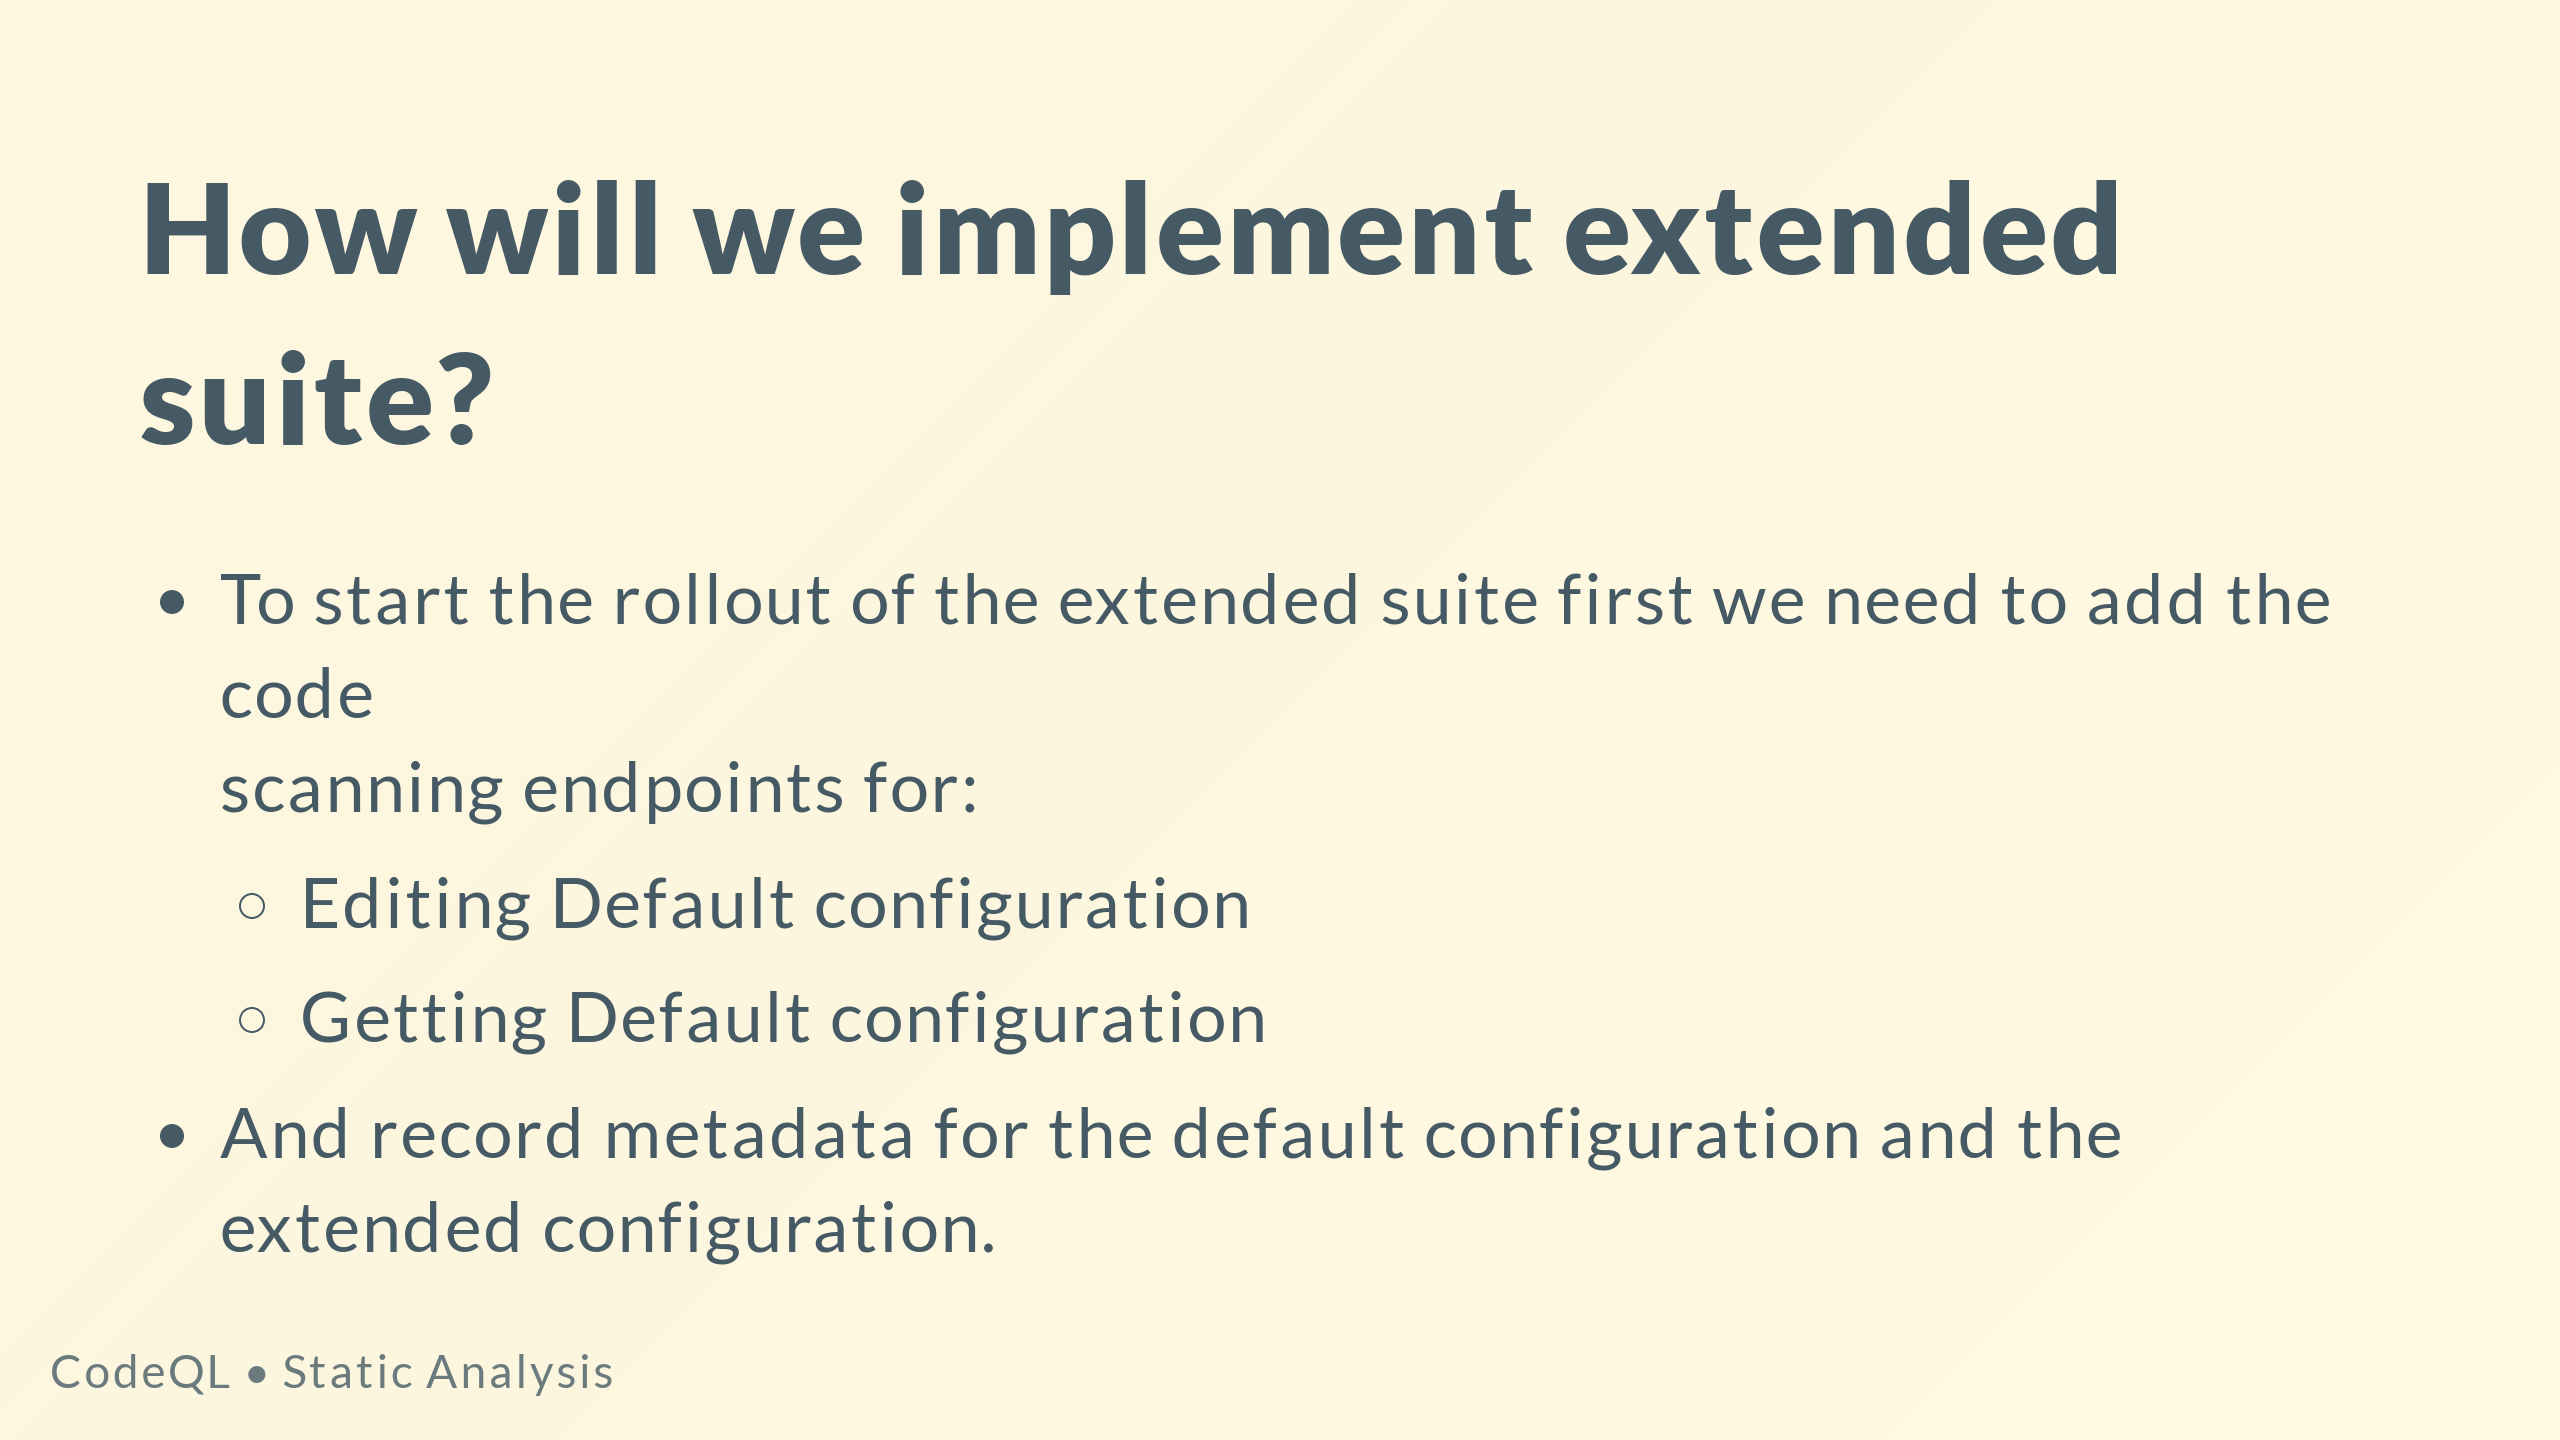 How will we implement extended
suite?
• To start the rollout of the extended suite first we need to add the
code
scanning endpoints for:
○ Editing Default configuration
○ Getting Default configuration
• And record metadata for the default configuration and the
extended configuration.
CodeQL • Static Analysis